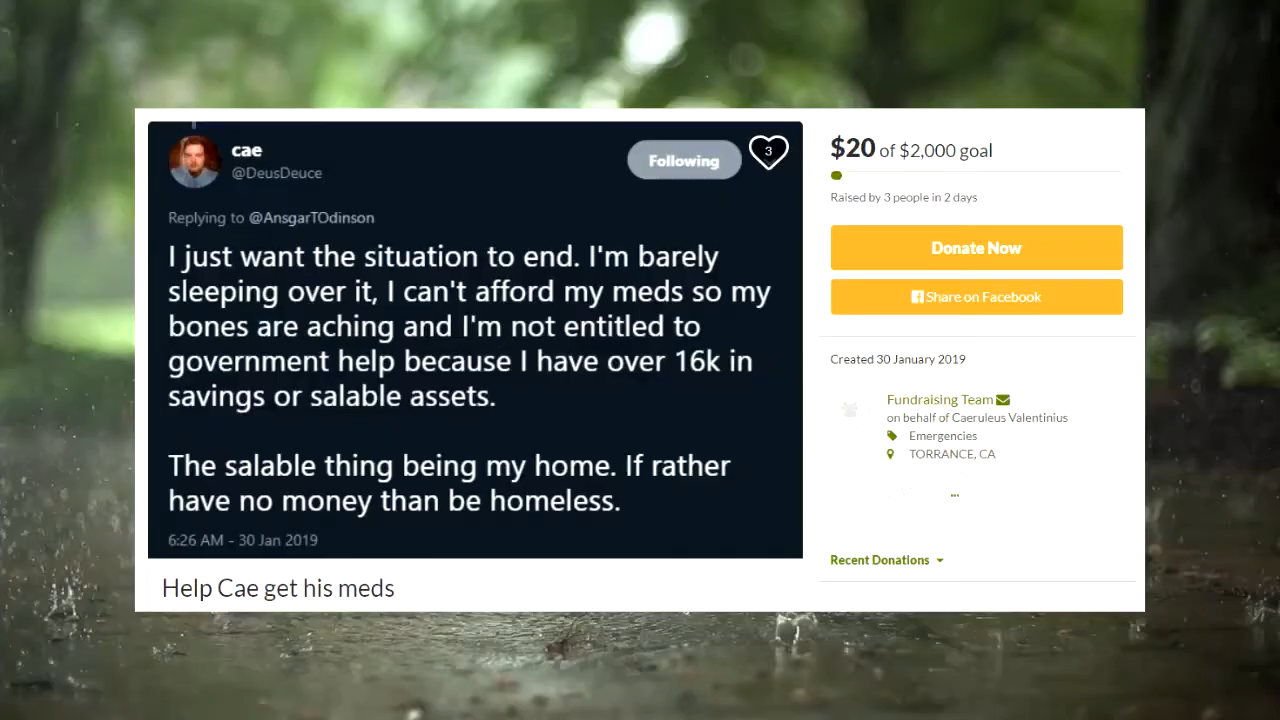 cae
@DeusDeuce
Following
3
Replying to @AnsgarTOdinson
I just want the situation to end. I'm barely
sleeping over it, I can't afford my meds so my
bones are aching and I'm not entitled to
government help because I have over 16k in
savings or salable assets.
The salable thing being my home. If rather
have no money than be homeless.
6:26 AM - 30 Jan 2019
Help Cae get his meds
$20 of $2,000 goal
Raised by 3 people in 2 days
Donate Now
Share on Facebook
Created 30 January 2019
Fundraising Team
on behalf of Caeruleus Valentinius
Emergencies
TORRANCE, CA
...
Recent Donations